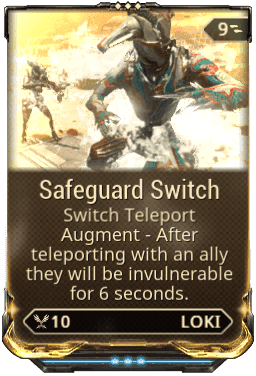 9
Safeguard Switch
Switch Teleport
Augment - After
teleporting with an ally
they will be invulnerable
for 6 seconds.
10 LOKI